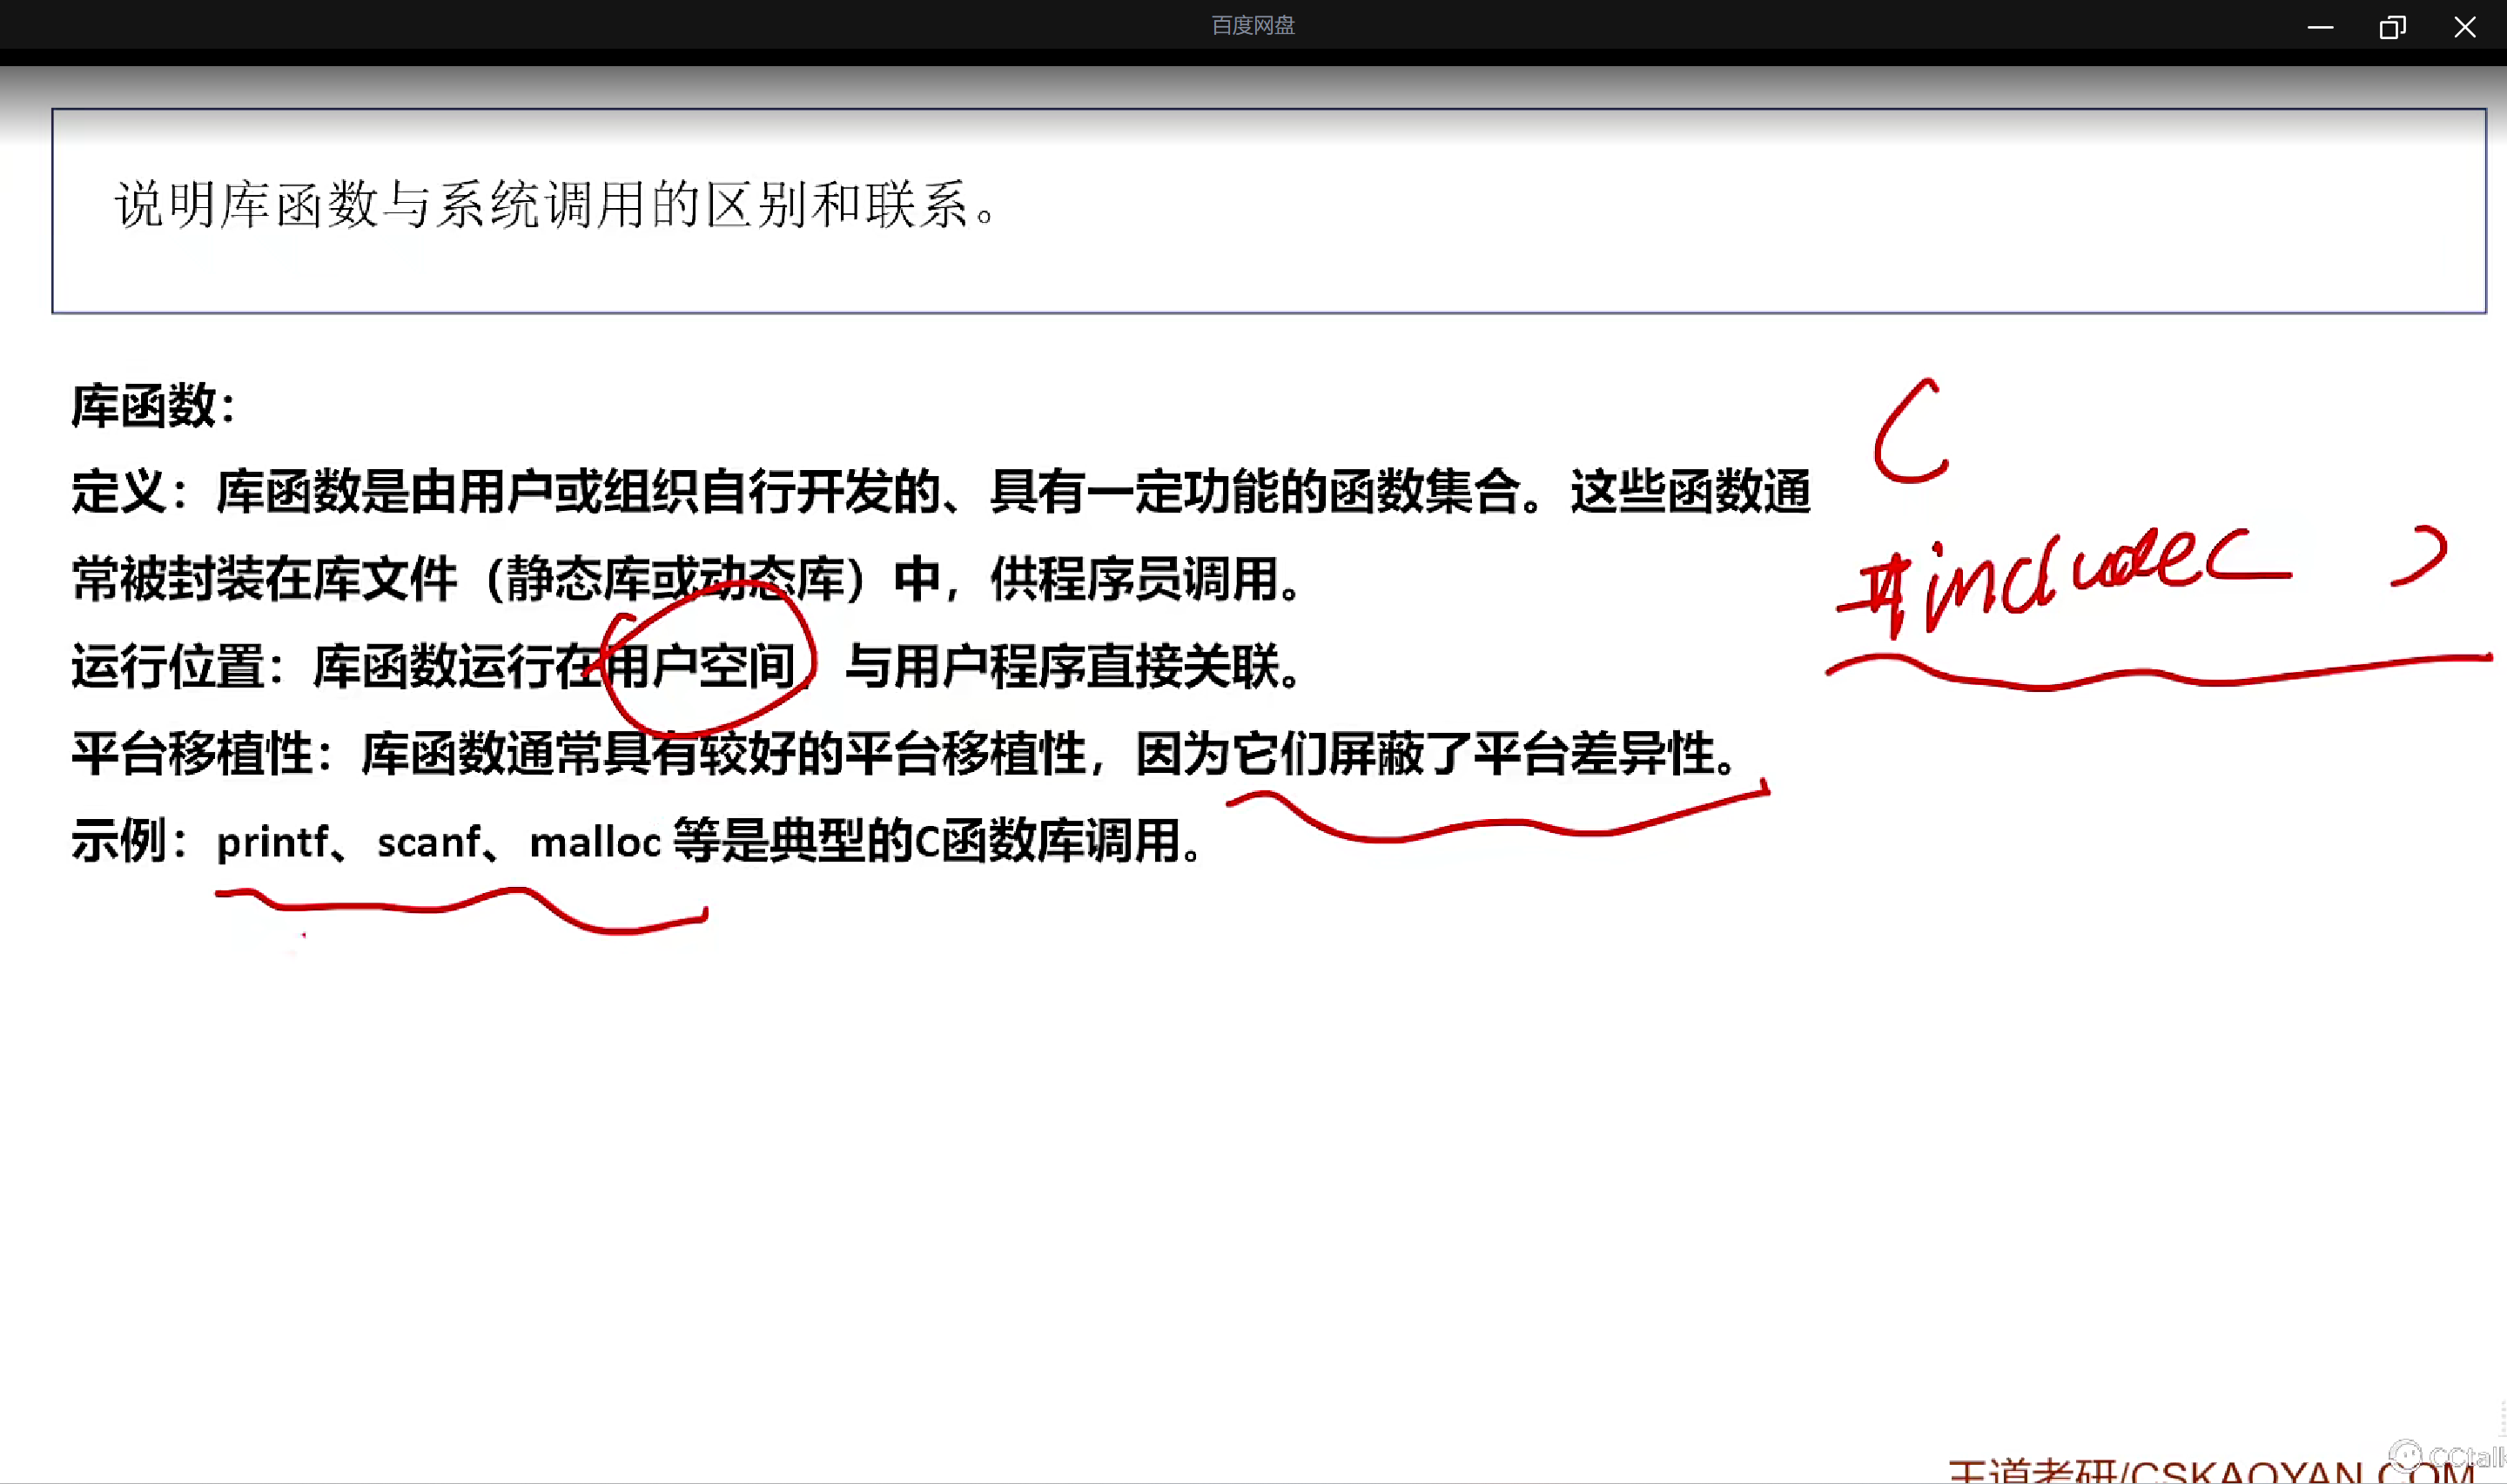 百度网盘
说明库函数与系统调用的区别和联系。
库函数：
定义：库函数是由用户或组织自行开发的、具有一定功能的函数集合。这些函数通
常被封装在库文件（静态库或动态库）中，供程序员调用。
运行位置：库函数运行在用户空间，与用户程序直接关联。
平台移植性：库函数通常具有较好的平台移植性，因为它们屏蔽了平台差异性。
示例：printf、scanf、malloc 等是典型的C函数库调用。
C
#include< >
王道考研/CSKAOYAN.COM
CCtalk